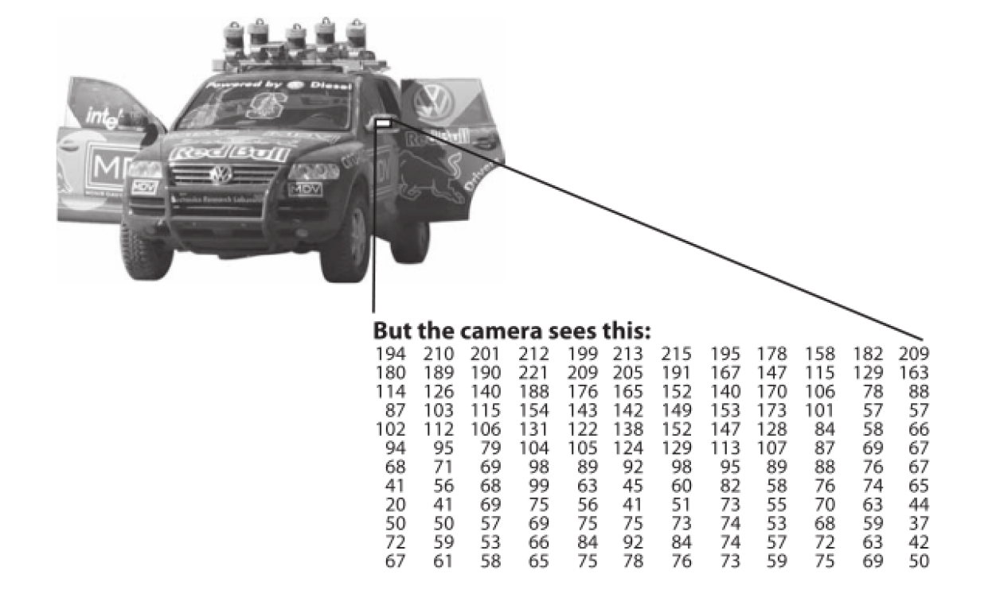 Powered by Diesel
intel
RedBull
Red Bull
MDV
MDV
Driver
But the camera sees this:
194 210 201 212 199 213 215 195 178 158 182 209
180 189 190 221 209 205 191 167 147 115 129 163
114 126 140 188 176 165 152 140 170 106 78 88
87 103 115 154 143 142 149 153 173 101 57 57
102 112 106 131 122 138 152 147 128 84 58 66
94 95 79 104 105 124 129 113 107 87 69 67
68 71 69 98 89 92 98 95 89 88 76 67
41 56 68 99 63 45 60 82 58 76 74 65
20 41 69 75 56 41 51 73 55 70 63 44
50 50 57 69 75 75 73 74 53 68 59 37
72 59 53 66 84 92 84 74 57 72 63 42
67 61 58 65 75 78 76 73 59 75 69 50